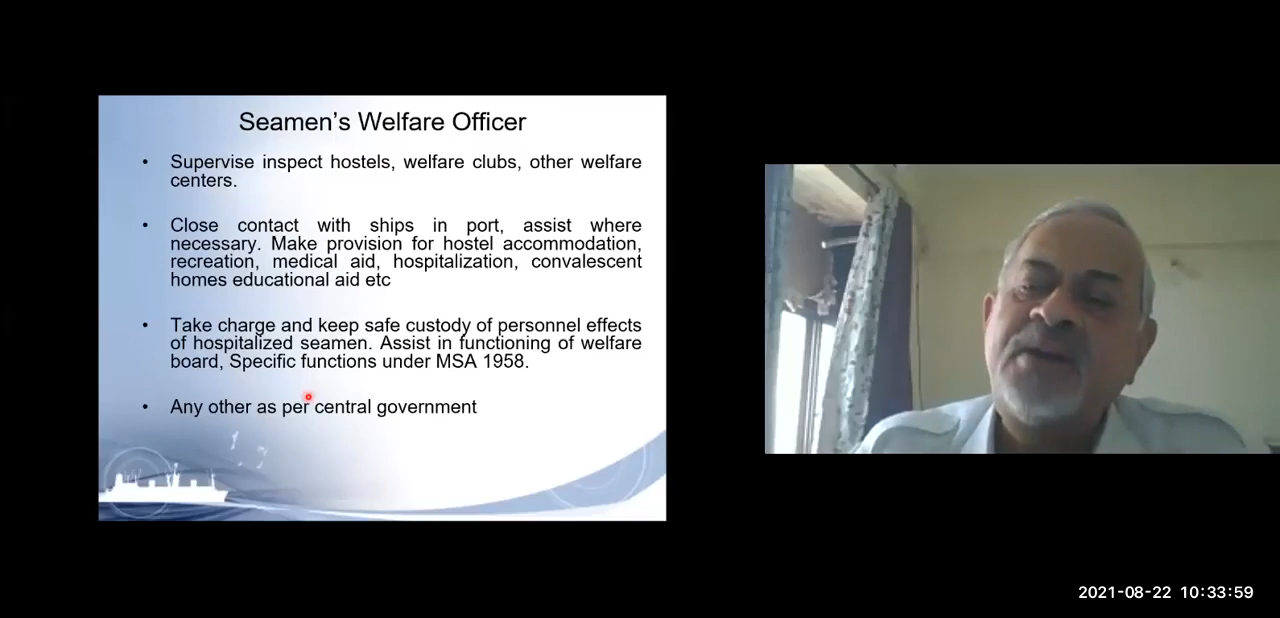 Seamen's Welfare Officer
• Supervise inspect hostels, welfare clubs, other welfare
centers.
• Close contact with ships in port, assist where
necessary. Make provision for hostel accommodation,
recreation, medical aid, hospitalization, convalescent
homes educational aid etc
• Take charge and keep safe custody of personnel effects
of hospitalized seamen. Assist in functioning of welfare
board, Specific functions under MSA 1958.
• Any other as per central government
2021-08-22 10:33:59